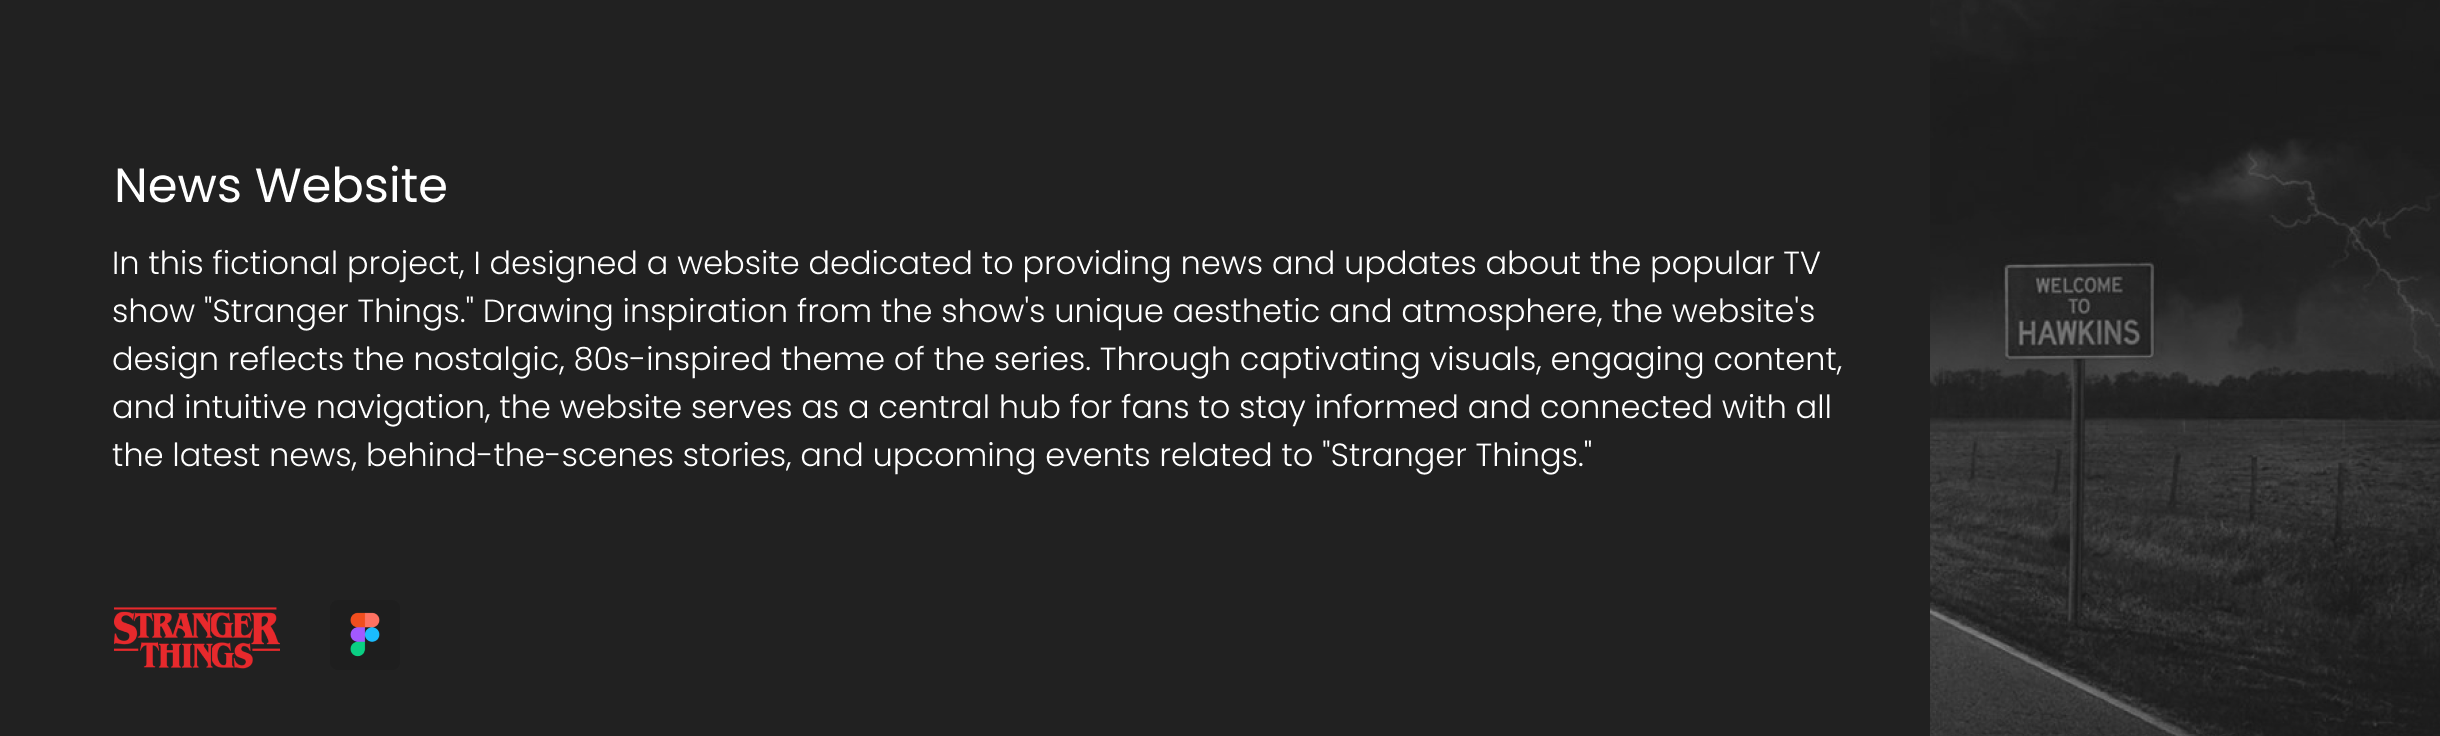 News Website
In this fictional project, I designed a website dedicated to providing news and updates about the popular TV
show "Stranger Things." Drawing inspiration from the show's unique aesthetic and atmosphere, the website's
design reflects the nostalgic, 80s-inspired theme of the series. Through captivating visuals, engaging content,
and intuitive navigation, the website serves as a central hub for fans to stay informed and connected with all
the latest news, behind-the-scenes stories, and upcoming events related to "Stranger Things."
STRANGER
THINGS
WELCOME
TO
HAWKINS